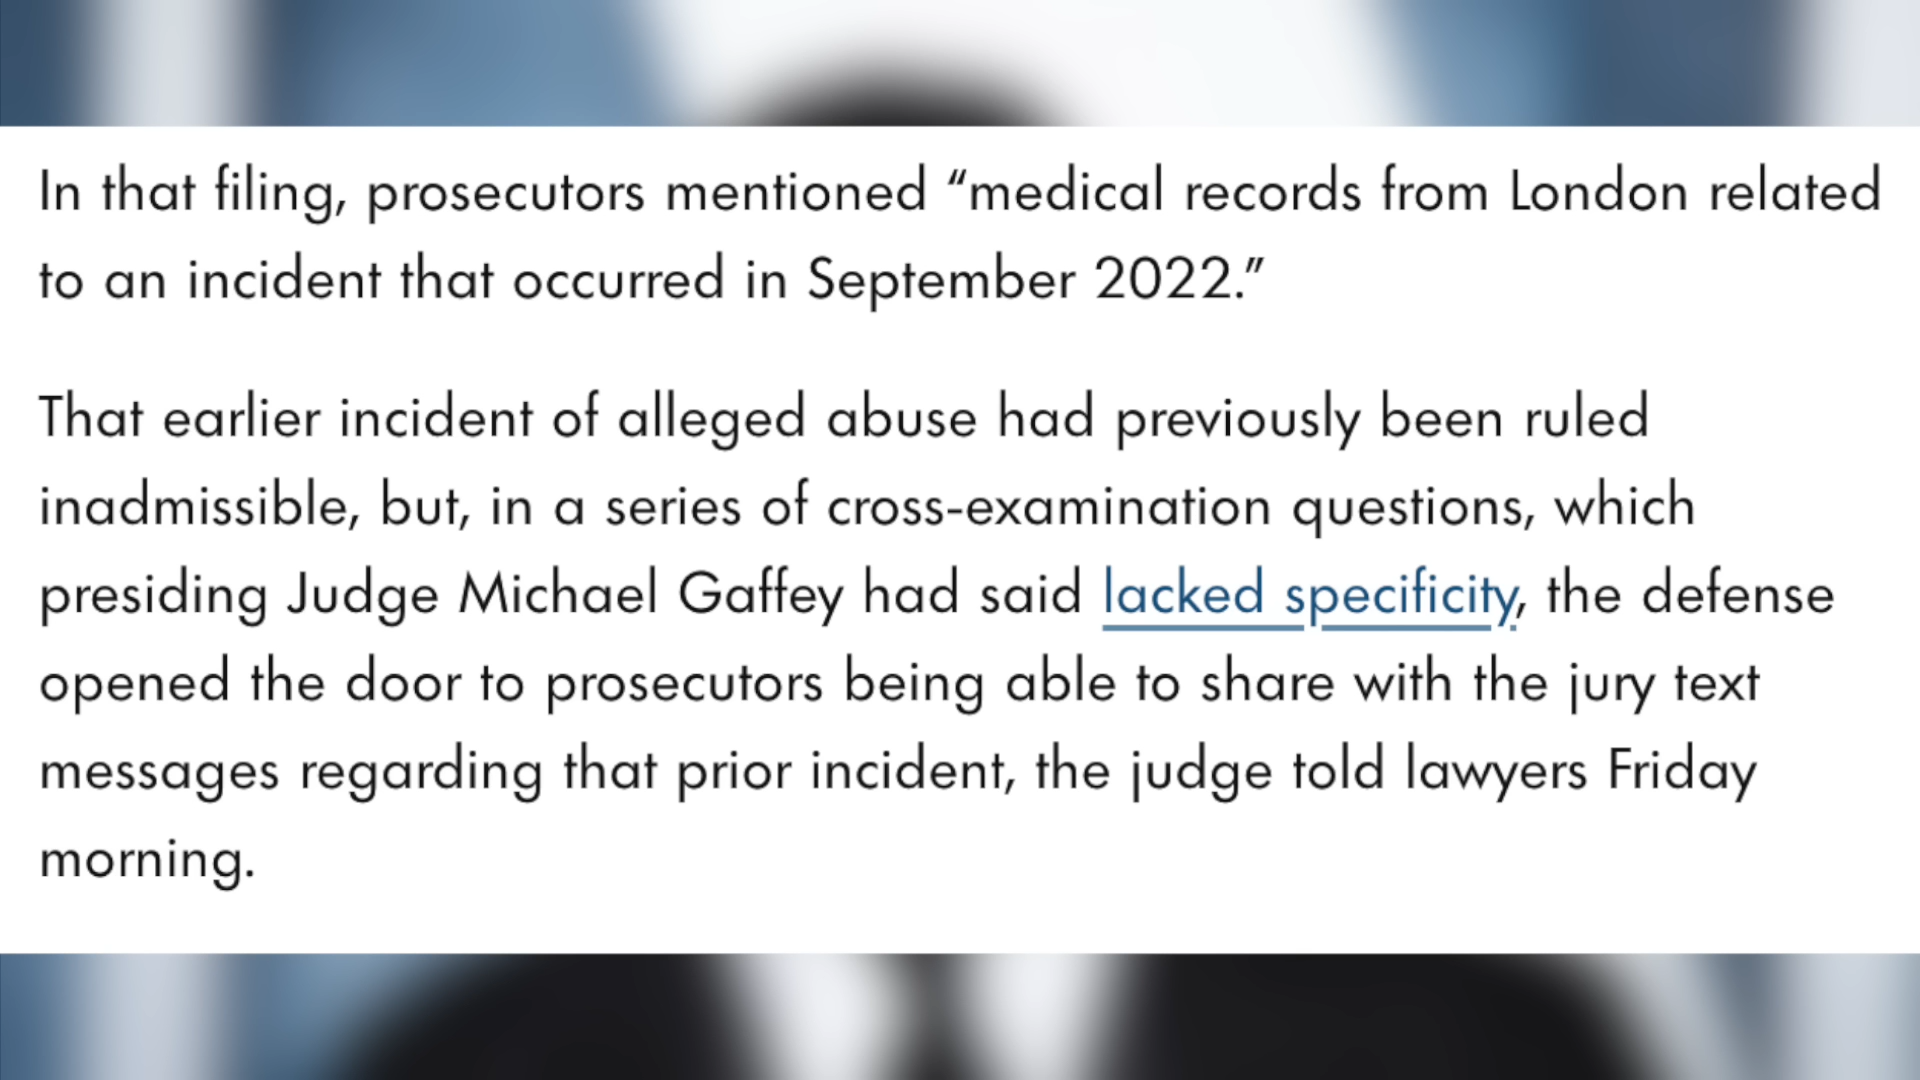 In that filing, prosecutors mentioned “medical records from London related
to an incident that occurred in September 2022.”
That earlier incident of alleged abuse had previously been ruled
inadmissible, but, in a series of cross-examination questions, which
presiding Judge Michael Gaffey had said lacked specificity, the defense
opened the door to prosecutors being able to share with the jury text
messages regarding that prior incident, the judge told lawyers Friday
morning.